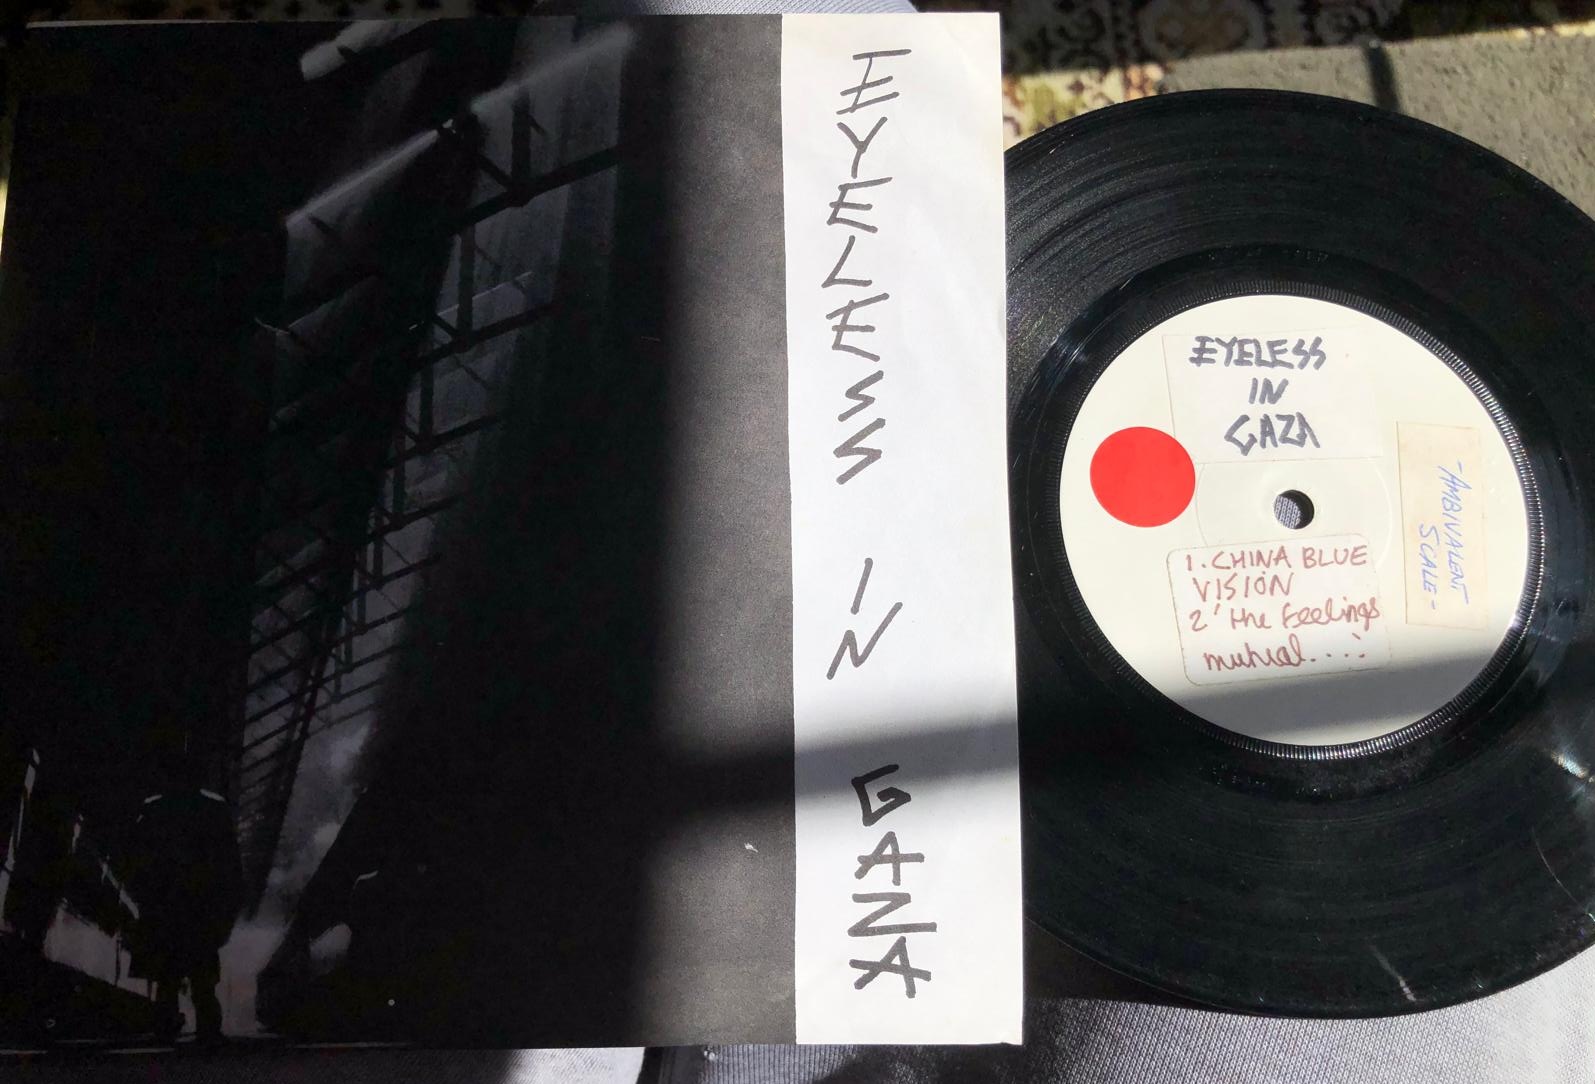 EYELESS IN GAZA
EYELESS
IN
GAZA
-AMBIVALENT
SCALE-
1. CHINA BLUE
VISION
2' the Feelings
mutual....